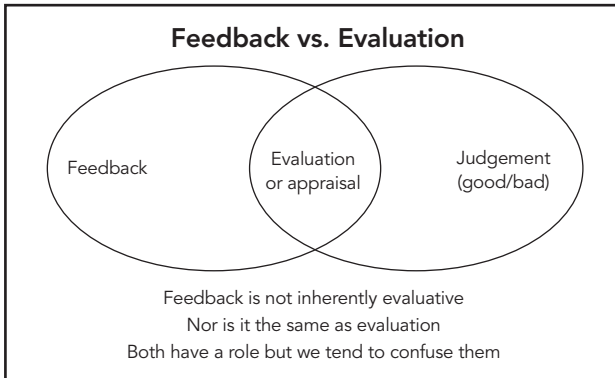 Feedback vs. Evaluation
Feedback
Evaluation
or appraisal
Judgement
(good/bad)
Feedback is not inherently evaluative
Nor is it the same as evaluation
Both have a role but we tend to confuse them